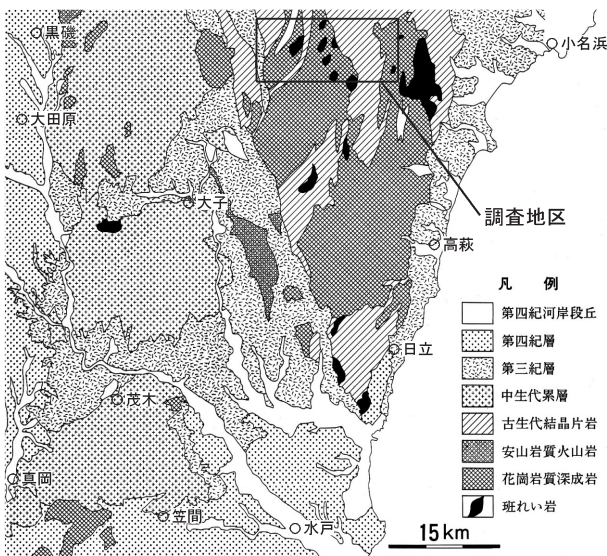 黒磯
小名浜
大田原
大子
調査地区
高萩
凡 例
第四紀河岸段丘
第四紀層
第三紀層
中生代累層
古生代結晶片岩
安山岩質火山岩
花崗岩質深成岩
斑れい岩
日立
茂木
真岡
笠間
水戸
15km